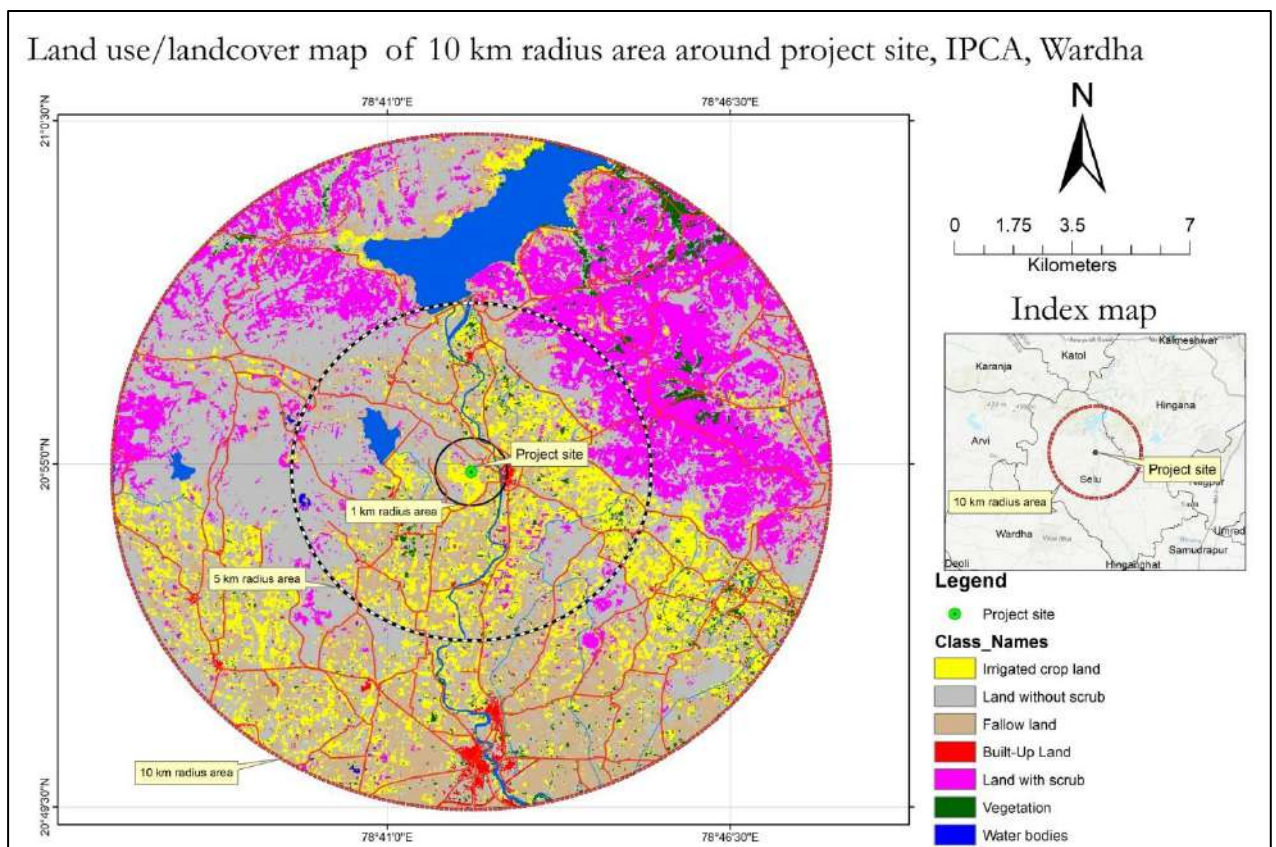 Land use/landcover map of 10 km radius area around project site, IPCA, Wardha
78°41'0"E
78°46'30"E
21°0'30"N
20°55'0"N
20°49'30"N
78°41'0"E
78°46'30"E
Project site
1 km radius area
5 km radius area
10 km radius area
N
0 1.75 3.5 7
Kilometers
Index map
Katol
Kalmeshwar
Karanja
Hingana
Arvi
Project site
Selu
Nagpur
10 km radius area
Wardha
Wardha
Umred
Samudrapur
Deoli
Hinganghat
Legend
Project site
Class_Names
Irrigated crop land
Land without scrub
Fallow land
Built-Up Land
Land with scrub
Vegetation
Water bodies